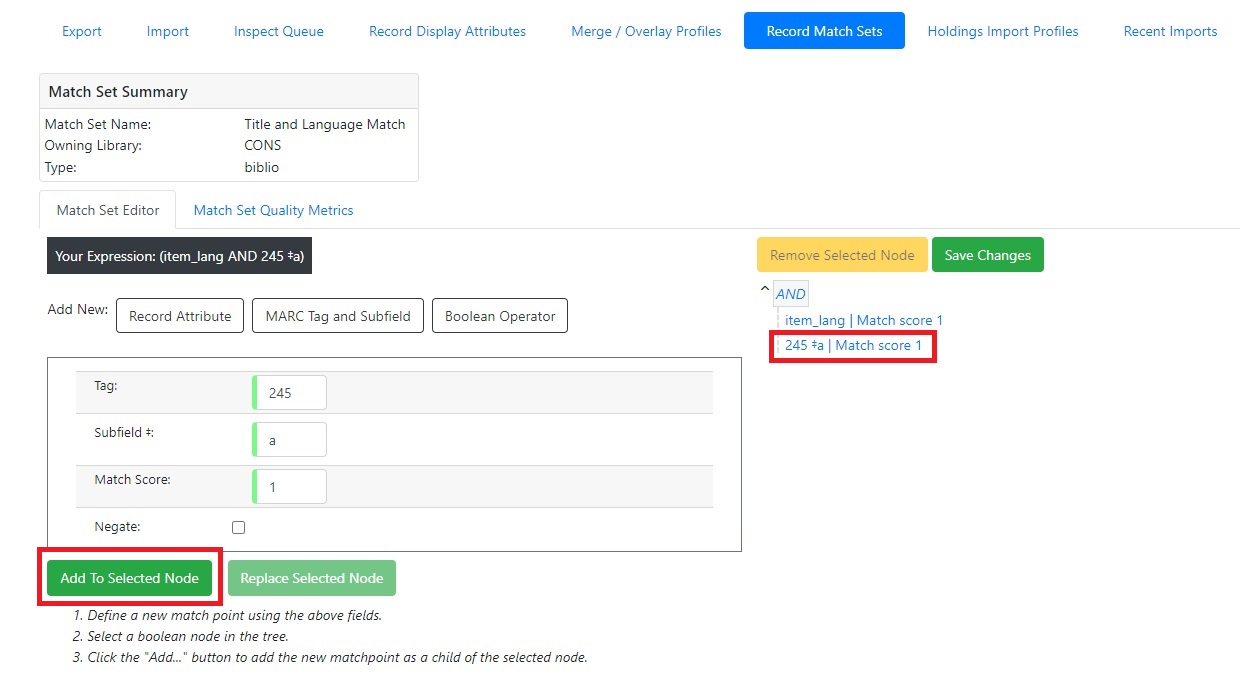 Export Import Inspect Queue Record Display Attributes Merge / Overlay Profiles Record Match Sets Holdings Import Profiles Recent Imports
Match Set Summary
Match Set Name: Title and Language Match
Owning Library: CONS
Type: biblio
Match Set Editor Match Set Quality Metrics
Your Expression: (item_lang AND 245 ‡a)
Remove Selected Node Save Changes
Add New: Record Attribute MARC Tag and Subfield Boolean Operator
^ AND
item_lang | Match score 1
245 ‡a | Match score 1
Tag: 245
Subfield ‡: a
Match Score: 1
Negate:
Add To Selected Node Replace Selected Node
1. Define a new match point using the above fields.
2. Select a boolean node in the tree.
3. Click the "Add..." button to add the new matchpoint as a child of the selected node.